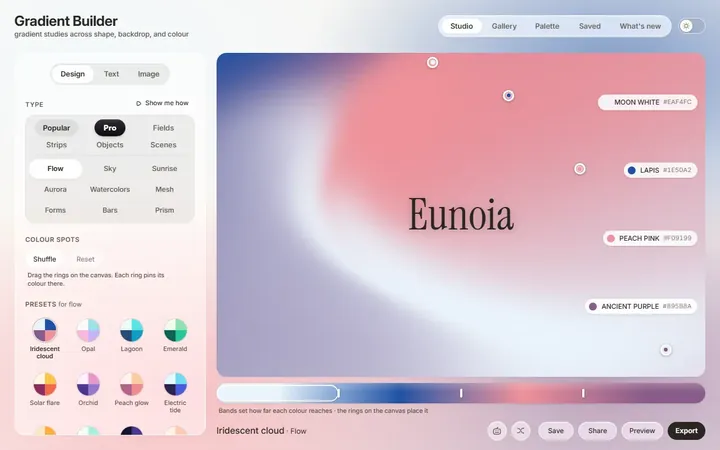 Gradient Builder
gradient studies across shape, backdrop, and colour
Studio
Gallery
Palette
Saved
What's new
Design
Text
Image
TYPE
Show me how
Popular
Pro
Fields
Strips
Objects
Scenes
Flow
Sky
Sunrise
Aurora
Watercolors
Mesh
Forms
Bars
Prism
COLOUR SPOTS
Shuffle
Reset
Drag the rings on the canvas. Each ring pins its
colour there.
PRESETS for flow
Iridescent
cloud
Opal
Lagoon
Emerald
Solar flare
Orchid
Peach glow
Electric
tide
MOON WHITE #EAF4FC
LAPIS #1E50A2
PEACH PINK #F09199
ANCIENT PURPLE #895B8A
Eunoia
Bands set how far each colour reaches · the rings on the canvas place it
Iridescent cloud · Flow
Save
Share
Preview
Export